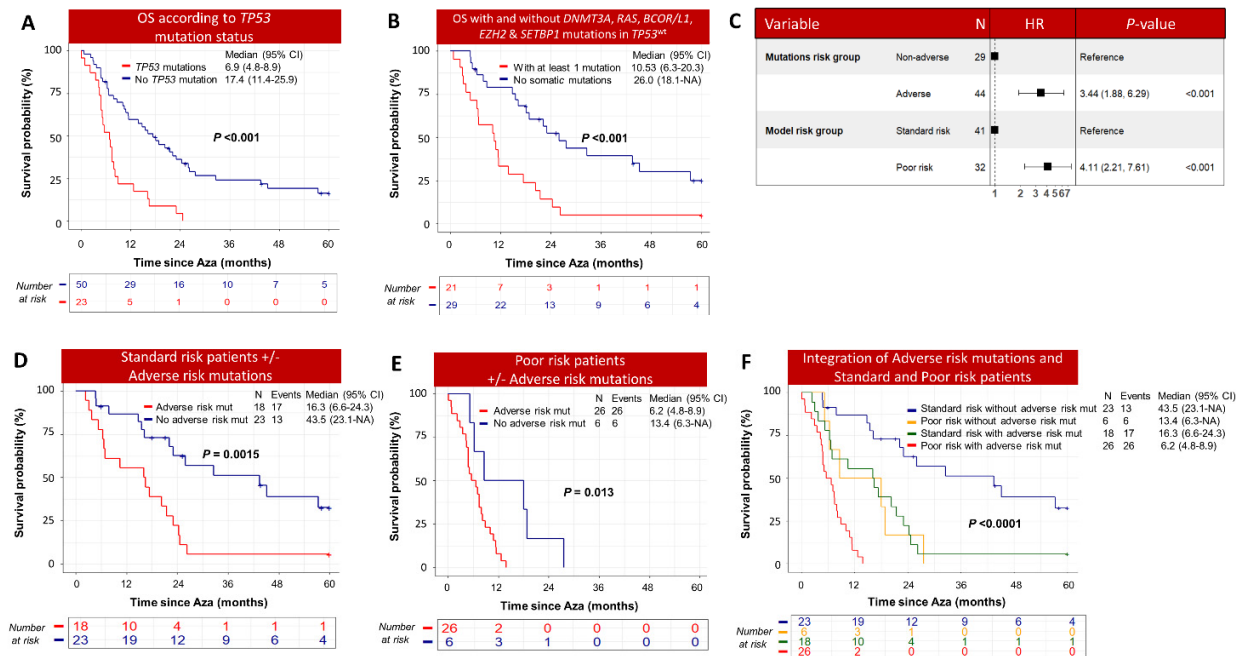 A
OS according to TP53
mutation status
Median (95% CI)
TP53 mutations 6.9 (4.8-8.9)
No TP53 mutation 17.4 (11.4-25.9)
P <0.001
Survival probability (%)
100
75
50
25
0
0 12 24 36 48 60
Time since Aza (months)
Number
at risk
50 29 16 10 7 5
23 5 1 0 0 0
B
OS with and without DNMT3A, RAS, BCOR/L1,
EZH2 & SETBP1 mutations in TP53wt
Median (95% CI)
With at least 1 mutation 10.53 (6.3-20.3)
No somatic mutations 26.0 (18.1-NA)
P <0.001
Survival probability (%)
100
75
50
25
0
0 12 24 36 48 60
Time since Aza (months)
Number
at risk
21 7 3 1 1 1
29 22 13 9 6 4
C
Variable N HR P-value
Mutations risk group Non-adverse 29 Reference
Adverse 44 3.44 (1.88, 6.29) <0.001
Model risk group Standard risk 41 Reference
Poor risk 32 4.11 (2.21, 7.61) <0.001
1 2 3 4 5 6 7
D
Standard risk patients +/-
Adverse risk mutations
N Events Median (95% CI)
Adverse risk mut 18 17 16.3 (6.6-24.3)
No adverse risk mut 23 13 43.5 (23.1-NA)
P = 0.0015
Survival probability (%)
100
75
50
25
0
0 12 24 36 48 60
Time since Aza (months)
Number
at risk
18 10 4 1 1 1
23 19 12 9 6 4
E
Poor risk patients
+/- Adverse risk mutations
N Events Median (95% CI)
Adverse risk mut 26 26 6.2 (4.8-8.9)
No adverse risk mut 6 6 13.4 (6.3-NA)
P = 0.013
Survival probability (%)
100
75
50
25
0
0 12 24 36 48 60
Time since Aza (months)
Number
at risk
26 2 0 0 0 0
6 3 1 0 0 0
F
Integration of Adverse risk mutations and
Standard and Poor risk patients
N Events Median (95% CI)
Standard risk without adverse risk mut 23 13 43.5 (23.1-NA)
Poor risk without adverse risk mut 6 6 13.4 (6.3-NA)
Standard risk with adverse risk mut 18 17 16.3 (6.6-24.3)
Poor risk with adverse risk mut 26 26 6.2 (4.8-8.9)
P <0.0001
Survival probability (%)
100
75
50
25
0
0 12 24 36 48 60
Time since Aza (months)
Number
at risk
23 19 12 9 6 4
6 3 1 0 0 0
18 10 4 1 1 1
26 2 0 0 0 0